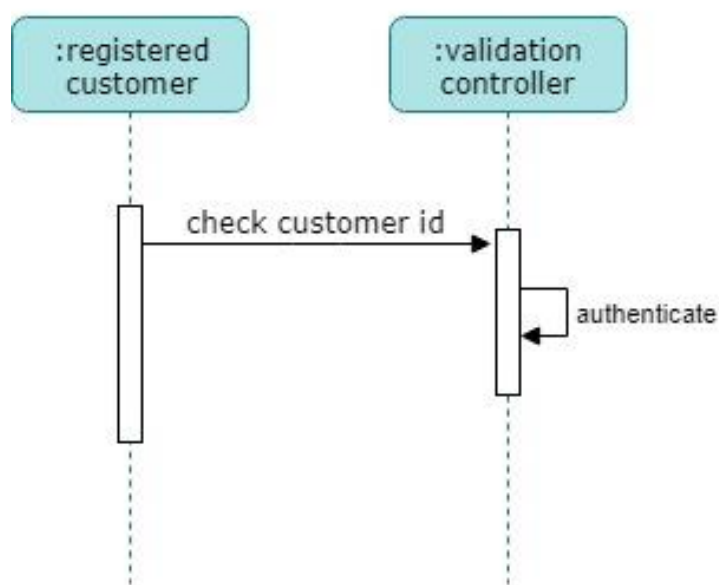 :registered
customer
:validation
controller
check customer id
authenticate